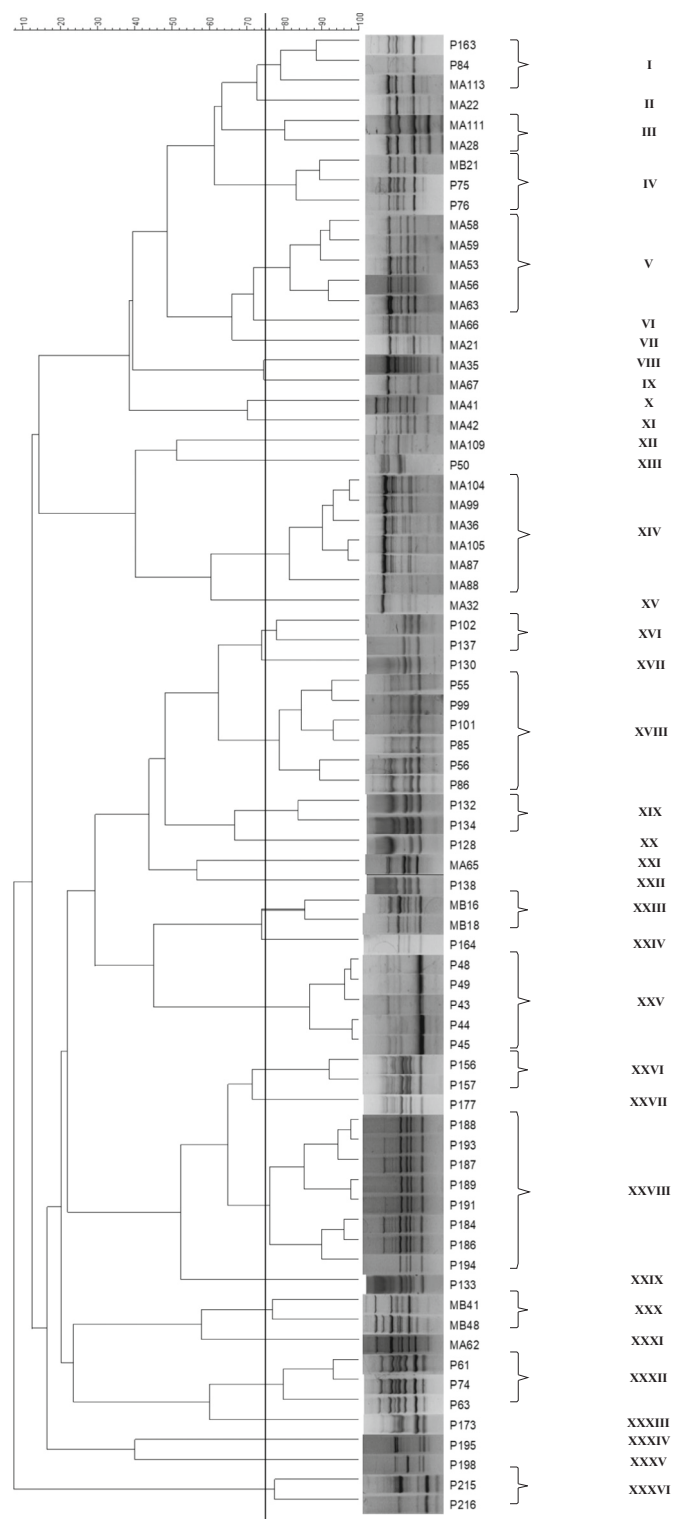 10 20 30 40 50 60 70 80 90 100
P163
P84 I
MA113
MA22 II
MA111
MA28 III
MB21
P75 IV
P76
MA58
MA59
MA53 V
MA56
MA63
MA66 VI
MA21 VII
MA35 VIII
MA67 IX
MA41 X
MA42 XI
MA109 XII
P50 XIII
MA104
MA99
MA36 XIV
MA105
MA87
MA88
MA32 XV
P102
P137 XVI
P130 XVII
P55
P99
P101 XVIII
P85
P56
P86
P132
P134 XIX
P128 XX
MA65 XXI
P138 XXII
MB16
MB18 XXIII
P164 XXIV
P48
P49
P43 XXV
P44
P45
P156
P157 XXVI
P177 XXVII
P188
P193
P187
P189 XXVIII
P191
P184
P186
P194
P133 XXIX
MB41
MB48 XXX
MA62 XXXI
P61
P74 XXXII
P63
P173 XXXIII
P195 XXXIV
P198 XXXV
P215
P216 XXXVI